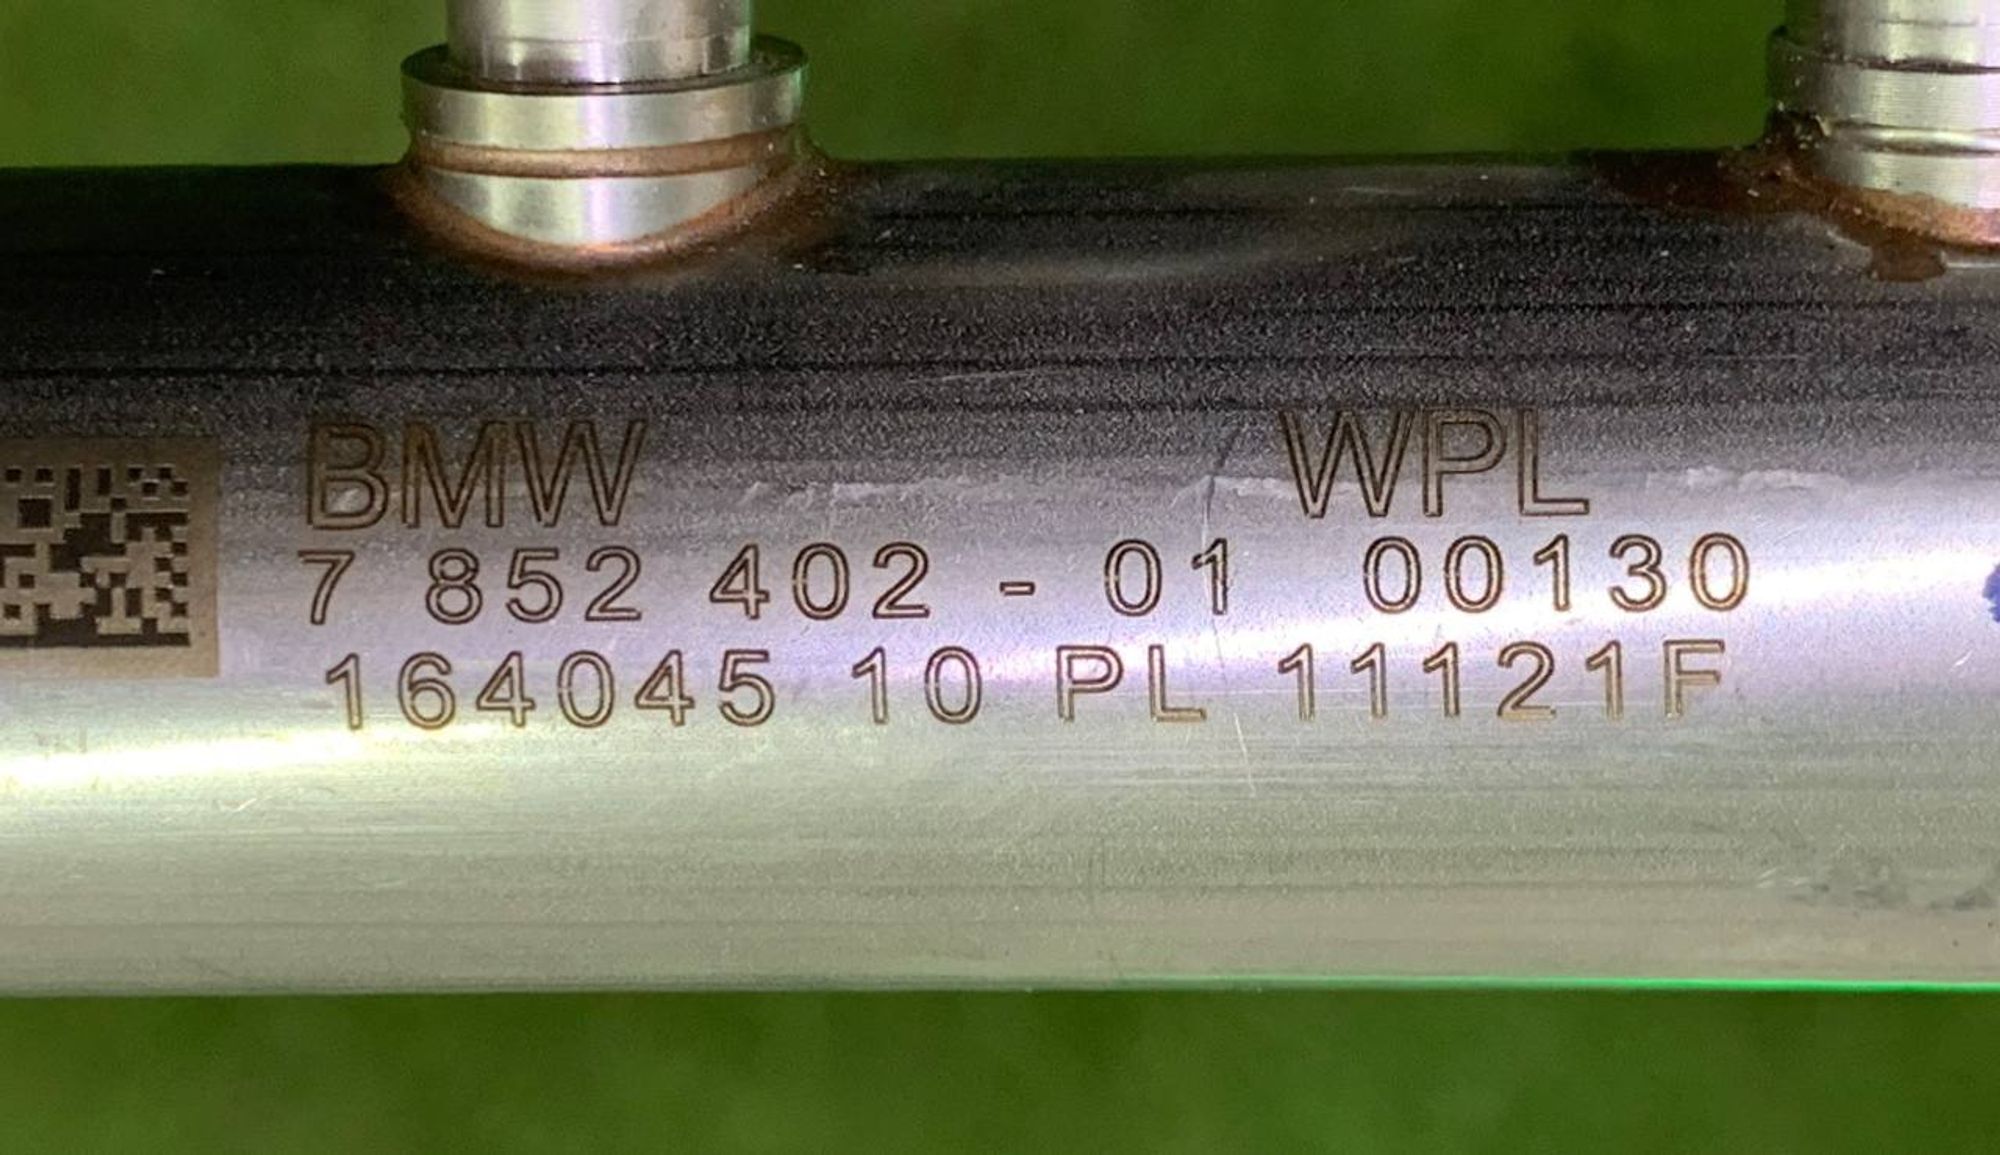 BMW WPL
7 852 402 - 01 00130
164045 10 PL 11121F